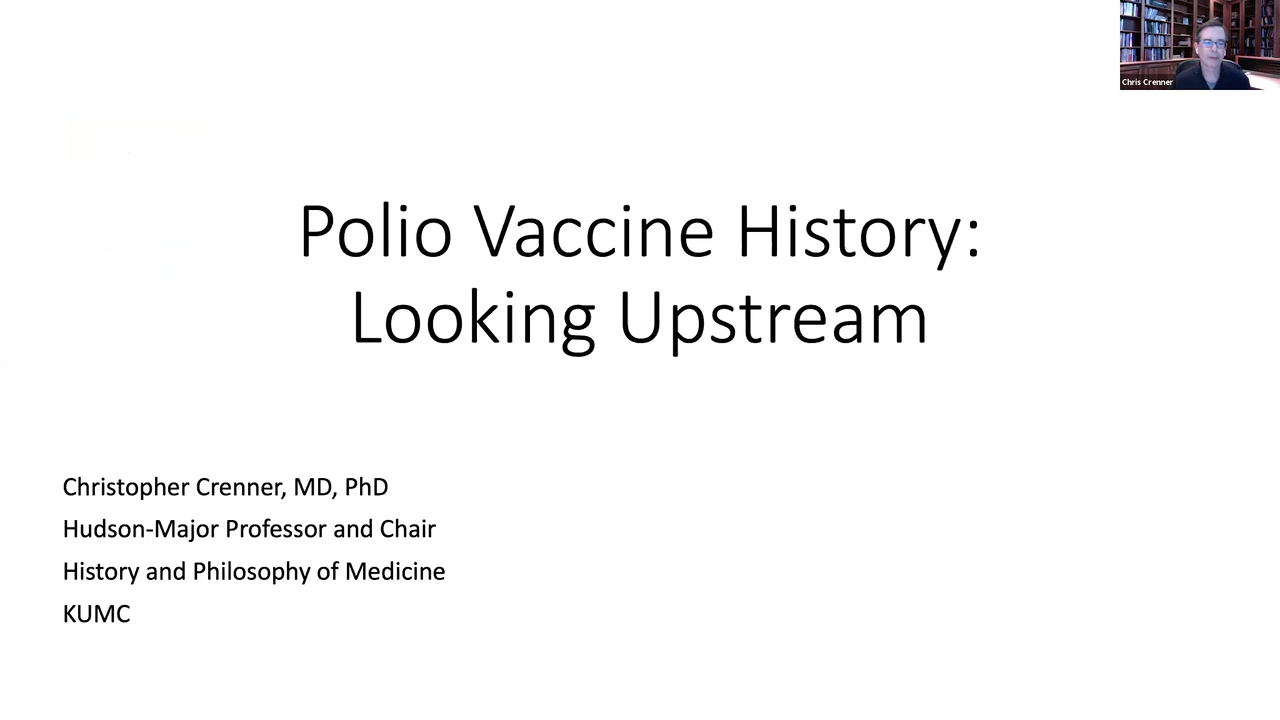 Chris Crenner
Polio Vaccine History:
Looking Upstream
Christopher Crenner, MD, PhD
Hudson-Major Professor and Chair
History and Philosophy of Medicine
KUMC